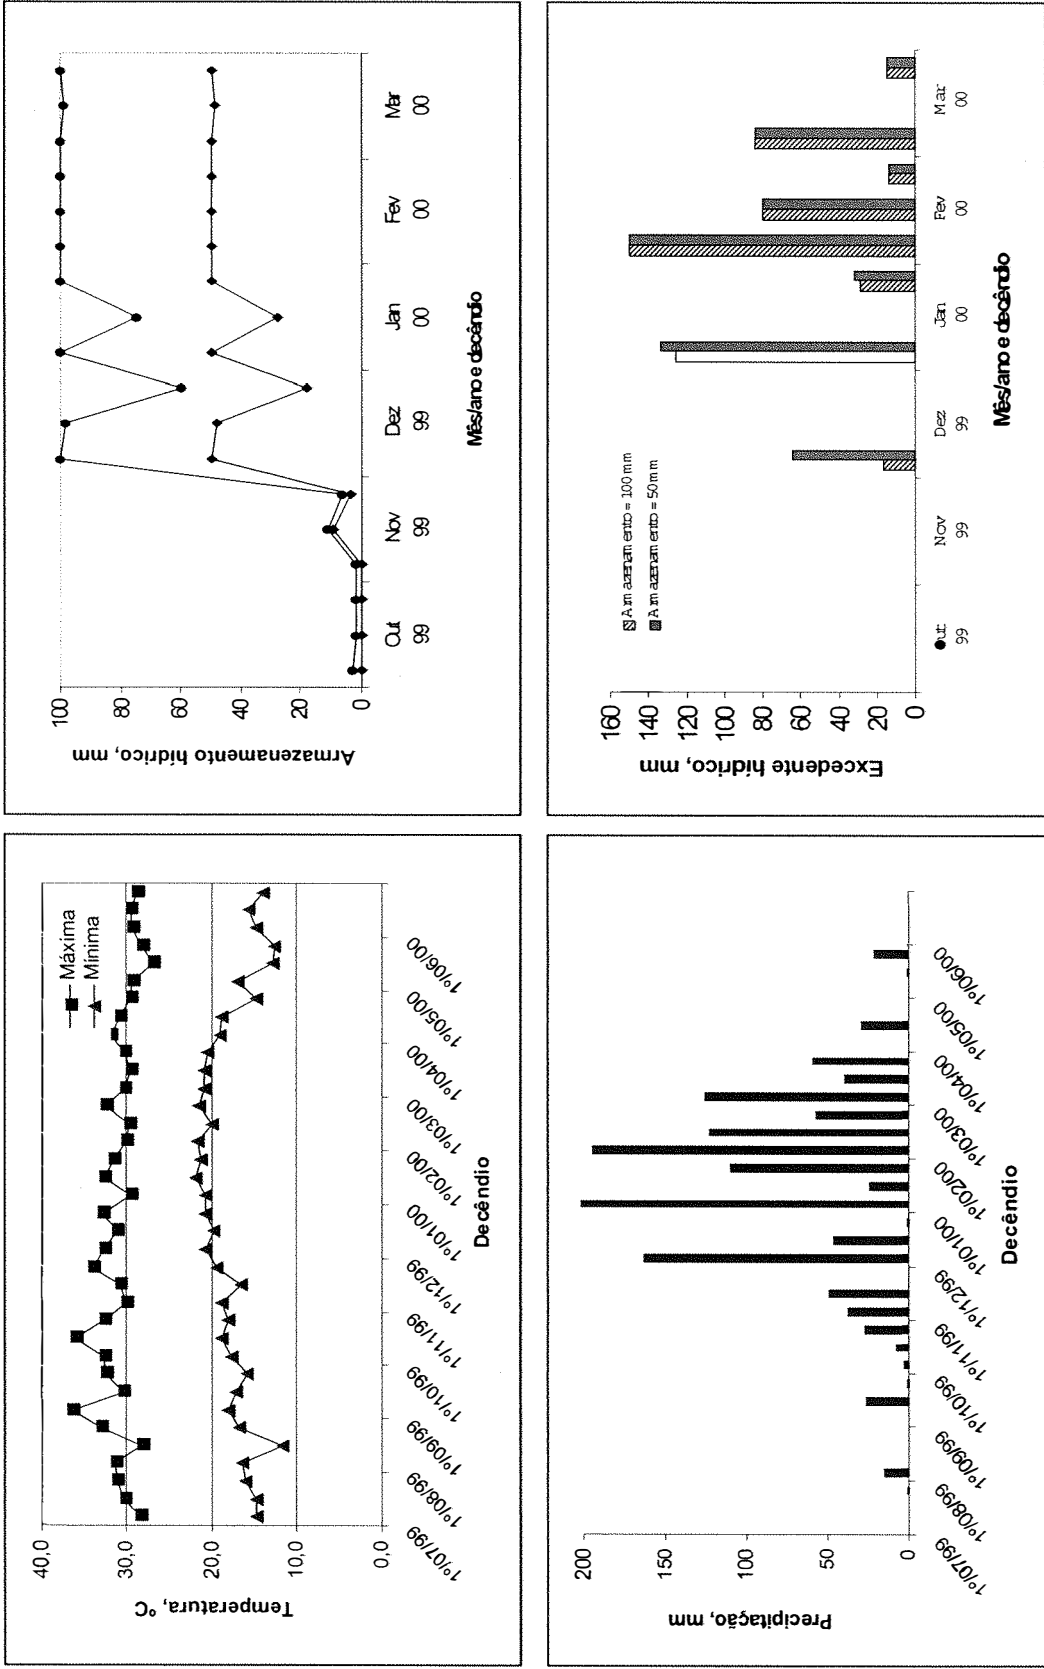 40,0
30,0
20,0
10,0
0,0
Temperatura, °C
Máxima
Mínima
1º/07/99
1º/08/99
1º/09/99
1º/10/99
1º/11/99
1º/12/99
1º/01/00
1º/02/00
1º/03/00
1º/04/00
1º/05/00
1º/06/00
Decêndio
100
80
60
40
20
0
Armazenamento hídrico, mm
Out
99
Nov
99
Dez
99
Jan
00
Fev
00
Mar
00
Mês/ano e decêndio
200
150
100
50
0
Precipitação, mm
1º/07/99
1º/08/99
1º/09/99
1º/10/99
1º/11/99
1º/12/99
1º/01/00
1º/02/00
1º/03/00
1º/04/00
1º/05/00
1º/06/00
Decêndio
160
140
120
100
80
60
40
20
0
Excedente hídrico, mm
Armazenamento = 100mm
Armazenamento = 50mm
Out
99
Nov
99
Dez
99
Jan
00
Fev
00
Mar
00
Mês/ano e decêndio